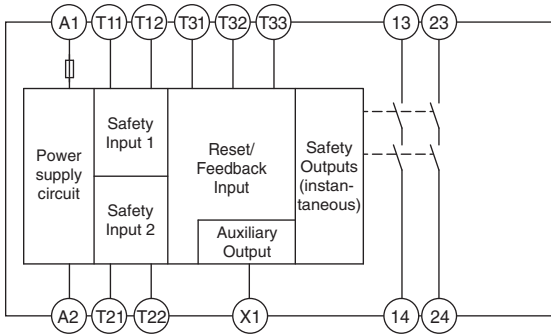 A1 T11 T12 T31 T32 T33 13 23
Power
supply
circuit
Safety
Input 1
Safety
Input 2
Reset/
Feedback
Input
Auxiliary
Output
Safety
Outputs
(instan-
taneous)
A2 T21 T22 X1 14 24